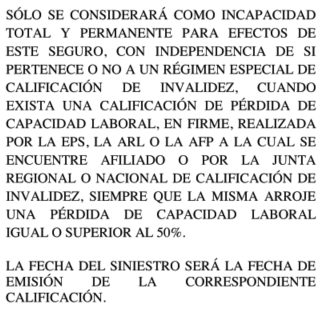 SÓLO SE CONSIDERARÁ COMO INCAPACIDAD
TOTAL Y PERMANENTE PARA EFECTOS DE
ESTE SEGURO, CON INDEPENDENCIA DE SI
PERTENECE O NO A UN RÉGIMEN ESPECIAL DE
CALIFICACIÓN DE INVALIDEZ, CUANDO
EXISTA UNA CALIFICACIÓN DE PÉRDIDA DE
CAPACIDAD LABORAL, EN FIRME, REALIZADA
POR LA EPS, LA ARL O LA AFP A LA CUAL SE
ENCUENTRE AFILIADO O POR LA JUNTA
REGIONAL O NACIONAL DE CALIFICACIÓN DE
INVALIDEZ, SIEMPRE QUE LA MISMA ARROJE
UNA PÉRDIDA DE CAPACIDAD LABORAL
IGUAL O SUPERIOR AL 50%.
LA FECHA DEL SINIESTRO SERÁ LA FECHA DE
EMISIÓN DE LA CORRESPONDIENTE
CALIFICACIÓN.